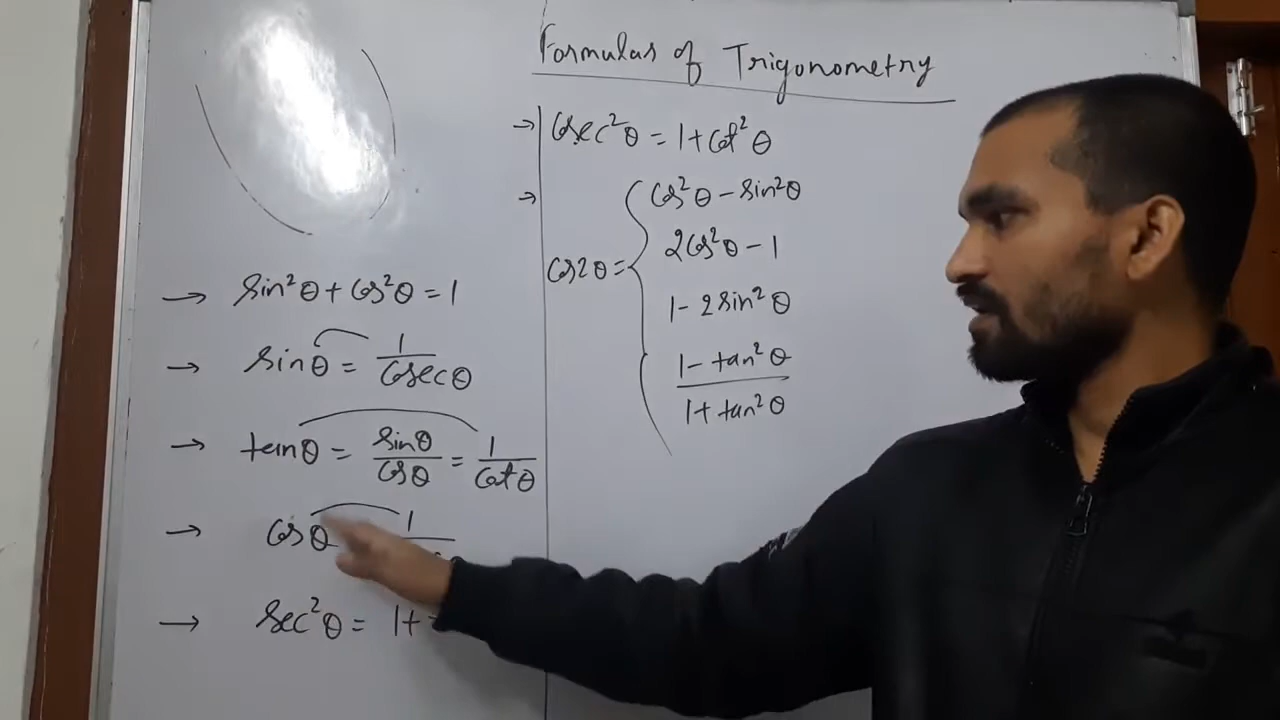 Formulas of Trigonometry
→ sin²θ + cos²θ = 1
→ sinθ = 1/cosecθ
→ tanθ = sinθ/cosθ = 1/cotθ
→ cosθ 1
→ sec²θ = 1 +
→ cosec²θ = 1 + cot²θ
→ cos2θ = { cos²θ - sin²θ
2cos²θ - 1
1 - 2sin²θ
1 - tan²θ
1 + tan²θ